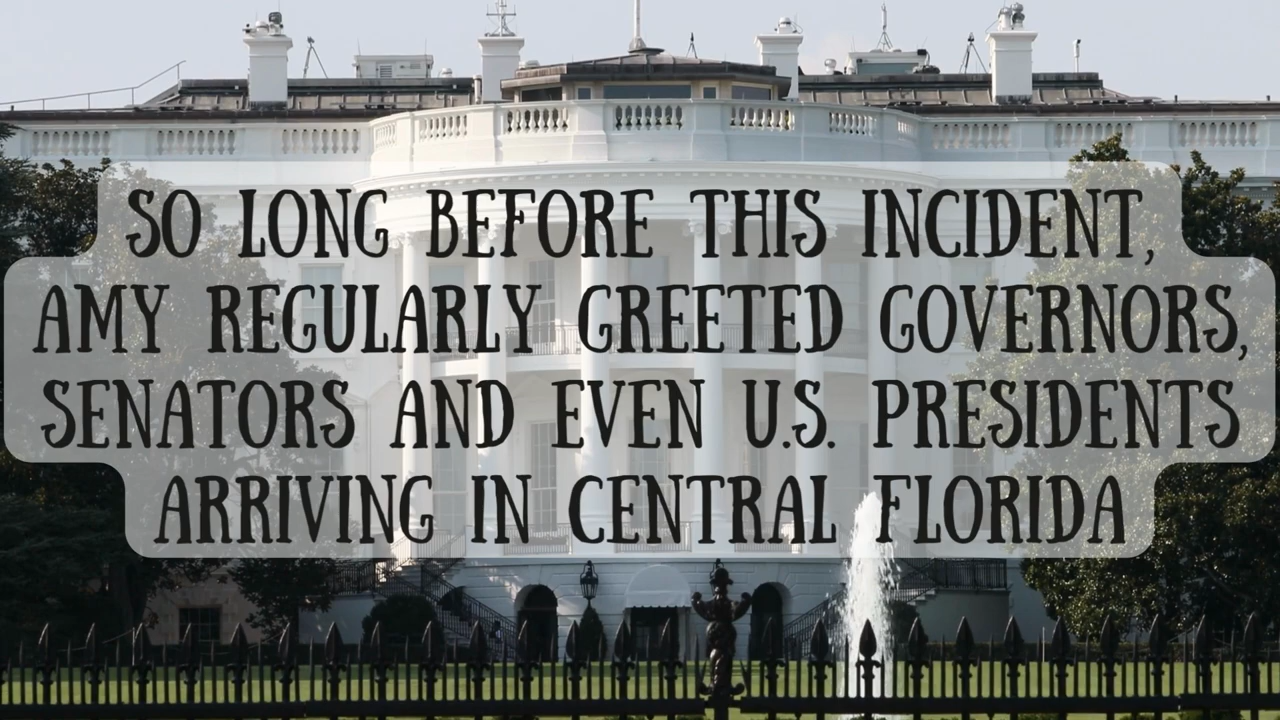 SO LONG BEFORE THIS INCIDENT,
AMY REGULARLY GREETED GOVERNORS,
SENATORS AND EVEN U.S. PRESIDENTS
ARRIVING IN CENTRAL FLORIDA